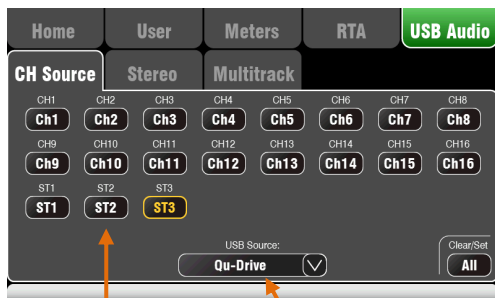 Home User Meters RTA USB Audio
CH Source Stereo Multitrack
CH1 CH2 CH3 CH4 CH5 CH6 CH7 CH8
Ch1 Ch2 Ch3 Ch4 Ch5 Ch6 Ch7 Ch8
CH9 CH10 CH11 CH12 CH13 CH14 CH15 CH16
Ch9 Ch10 Ch11 Ch12 Ch13 Ch14 Ch15 Ch16
ST1 ST2 ST3
ST1 ST2 ST3
USB Source: Clear/Set
Qu-Drive All